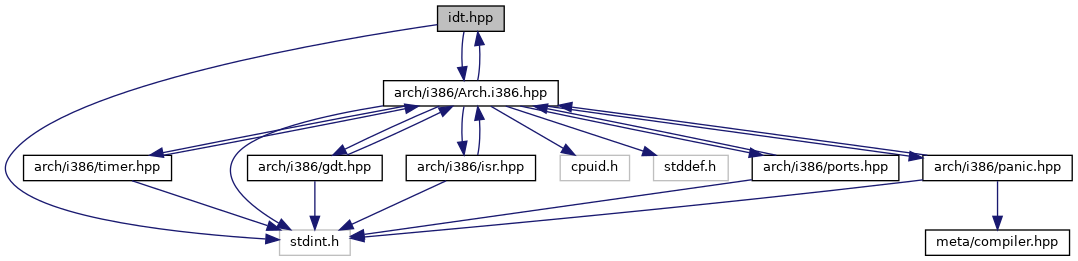 idt.hpp
arch/i386/Arch.i386.hpp
arch/i386/timer.hpp
arch/i386/gdt.hpp
arch/i386/isr.hpp
cpuid.h
stddef.h
arch/i386/ports.hpp
arch/i386/panic.hpp
stdint.h
meta/compiler.hpp